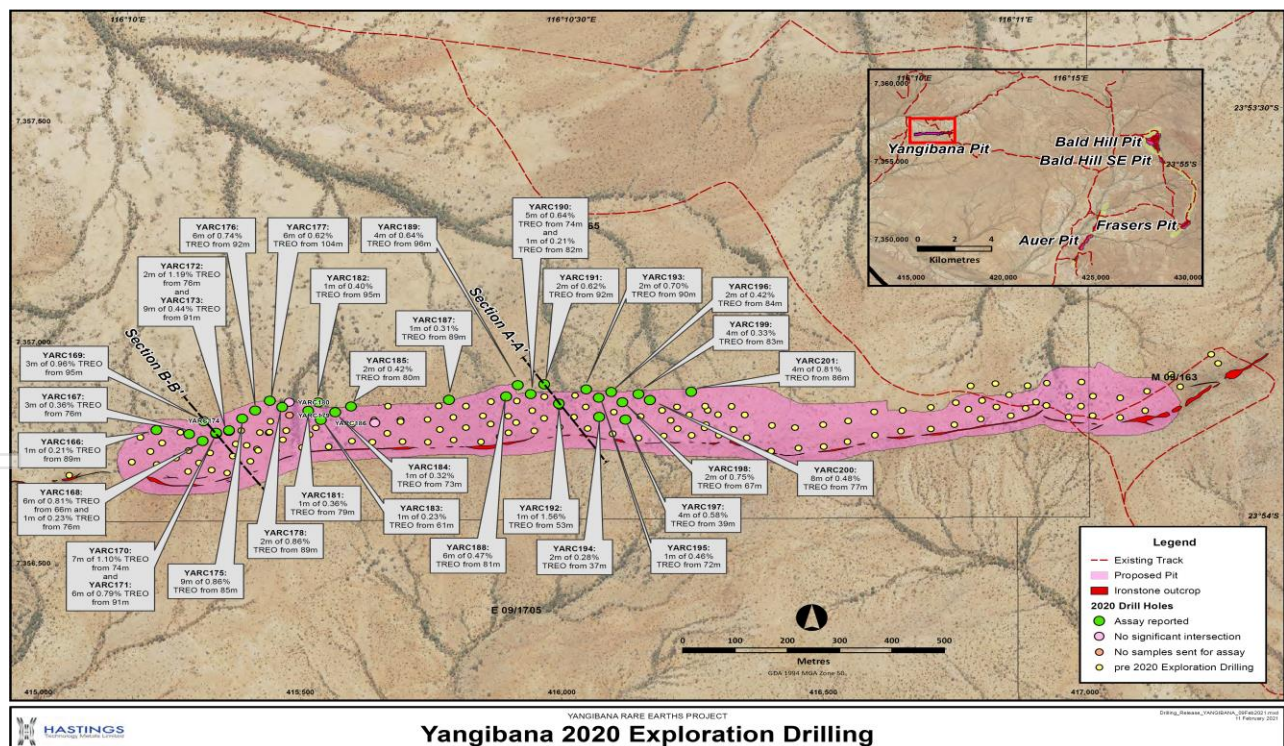 116°10'E
116°10'30"E
116°11'E
23°53'30"S
7,357,500
7,357,000
7,356,500
23°54'S
116°10'E
116°15'E
7,360,000
7,355,000
7,350,000
23°55'S
Yangibana Pit
Bald Hill Pit
Bald Hill SE Pit
Frasers Pit
Auer Pit
0 2 4
Kilometres
415,000
420,000
425,000
430,000
YARC176:
6m of 0.74%
TREO from 92m
YARC177:
6m of 0.62%
TREO from 104m
YARC189:
4m of 0.64%
TREO from 96m
YARC190:
5m of 0.64%
TREO from 74m
and
1m of 0.21%
TREO from 82m
65
YARC172:
2m of 1.19% TREO
from 76m
and
YARC173:
9m of 0.44% TREO
from 91m
YARC182:
1m of 0.40%
TREO from 95m
YARC191:
2m of 0.62%
TREO from 92m
YARC193:
2m of 0.70%
TREO from 90m
YARC196:
2m of 0.42%
TREO from 84m
YARC187:
1m of 0.31%
TREO from 89m
YARC199:
4m of 0.33%
TREO from 83m
YARC185:
2m of 0.42%
TREO from 80m
YARC201:
4m of 0.81%
TREO from 86m
Section B-B'
Section A-A'
YARC169:
3m of 0.96% TREO
from 95m
YARC167:
3m of 0.36% TREO
from 76m
YARC166:
1m of 0.21% TREO
from 89m
YARC174
YARC180
YARC179
YARC186
M 09/163
YARC168:
6m of 0.81% TREO
from 66m and
1m of 0.23% TREO
from 76m
YARC170:
7m of 1.10% TREO
from 74m
and
YARC171:
6m of 0.79% TREO
from 91m
YARC175:
9m of 0.86%
TREO from 85m
YARC178:
2m of 0.86%
TREO from 89m
YARC181:
1m of 0.36%
TREO from 79m
YARC183:
1m of 0.23%
TREO from 61m
YARC184:
1m of 0.32%
TREO from 73m
YARC188:
6m of 0.47%
TREO from 81m
YARC192:
1m of 1.56%
TREO from 53m
YARC194:
2m of 0.28%
TREO from 37m
YARC195:
1m of 0.46%
TREO from 72m
YARC197:
4m of 0.58%
TREO from 39m
YARC198:
2m of 0.75%
TREO from 67m
YARC200:
8m of 0.48%
TREO from 77m
E 09/1705
0 100 200 300 400 500
Metres
GDA 1994 MGA Zone 50
Legend
Existing Track
Proposed Pit
Ironstone outcrop
2020 Drill Holes
Assay reported
No significant intersection
No samples sent for assay
pre 2020 Exploration Drilling
415,000
415,500
416,000
416,500
417,000
HASTINGS
Technology Metals Limited
YANGIBANA RARE EARTHS PROJECT
Yangibana 2020 Exploration Drilling
Drilling_Release_YANGIBANA_09Feb2021.mxd
11 February 2021